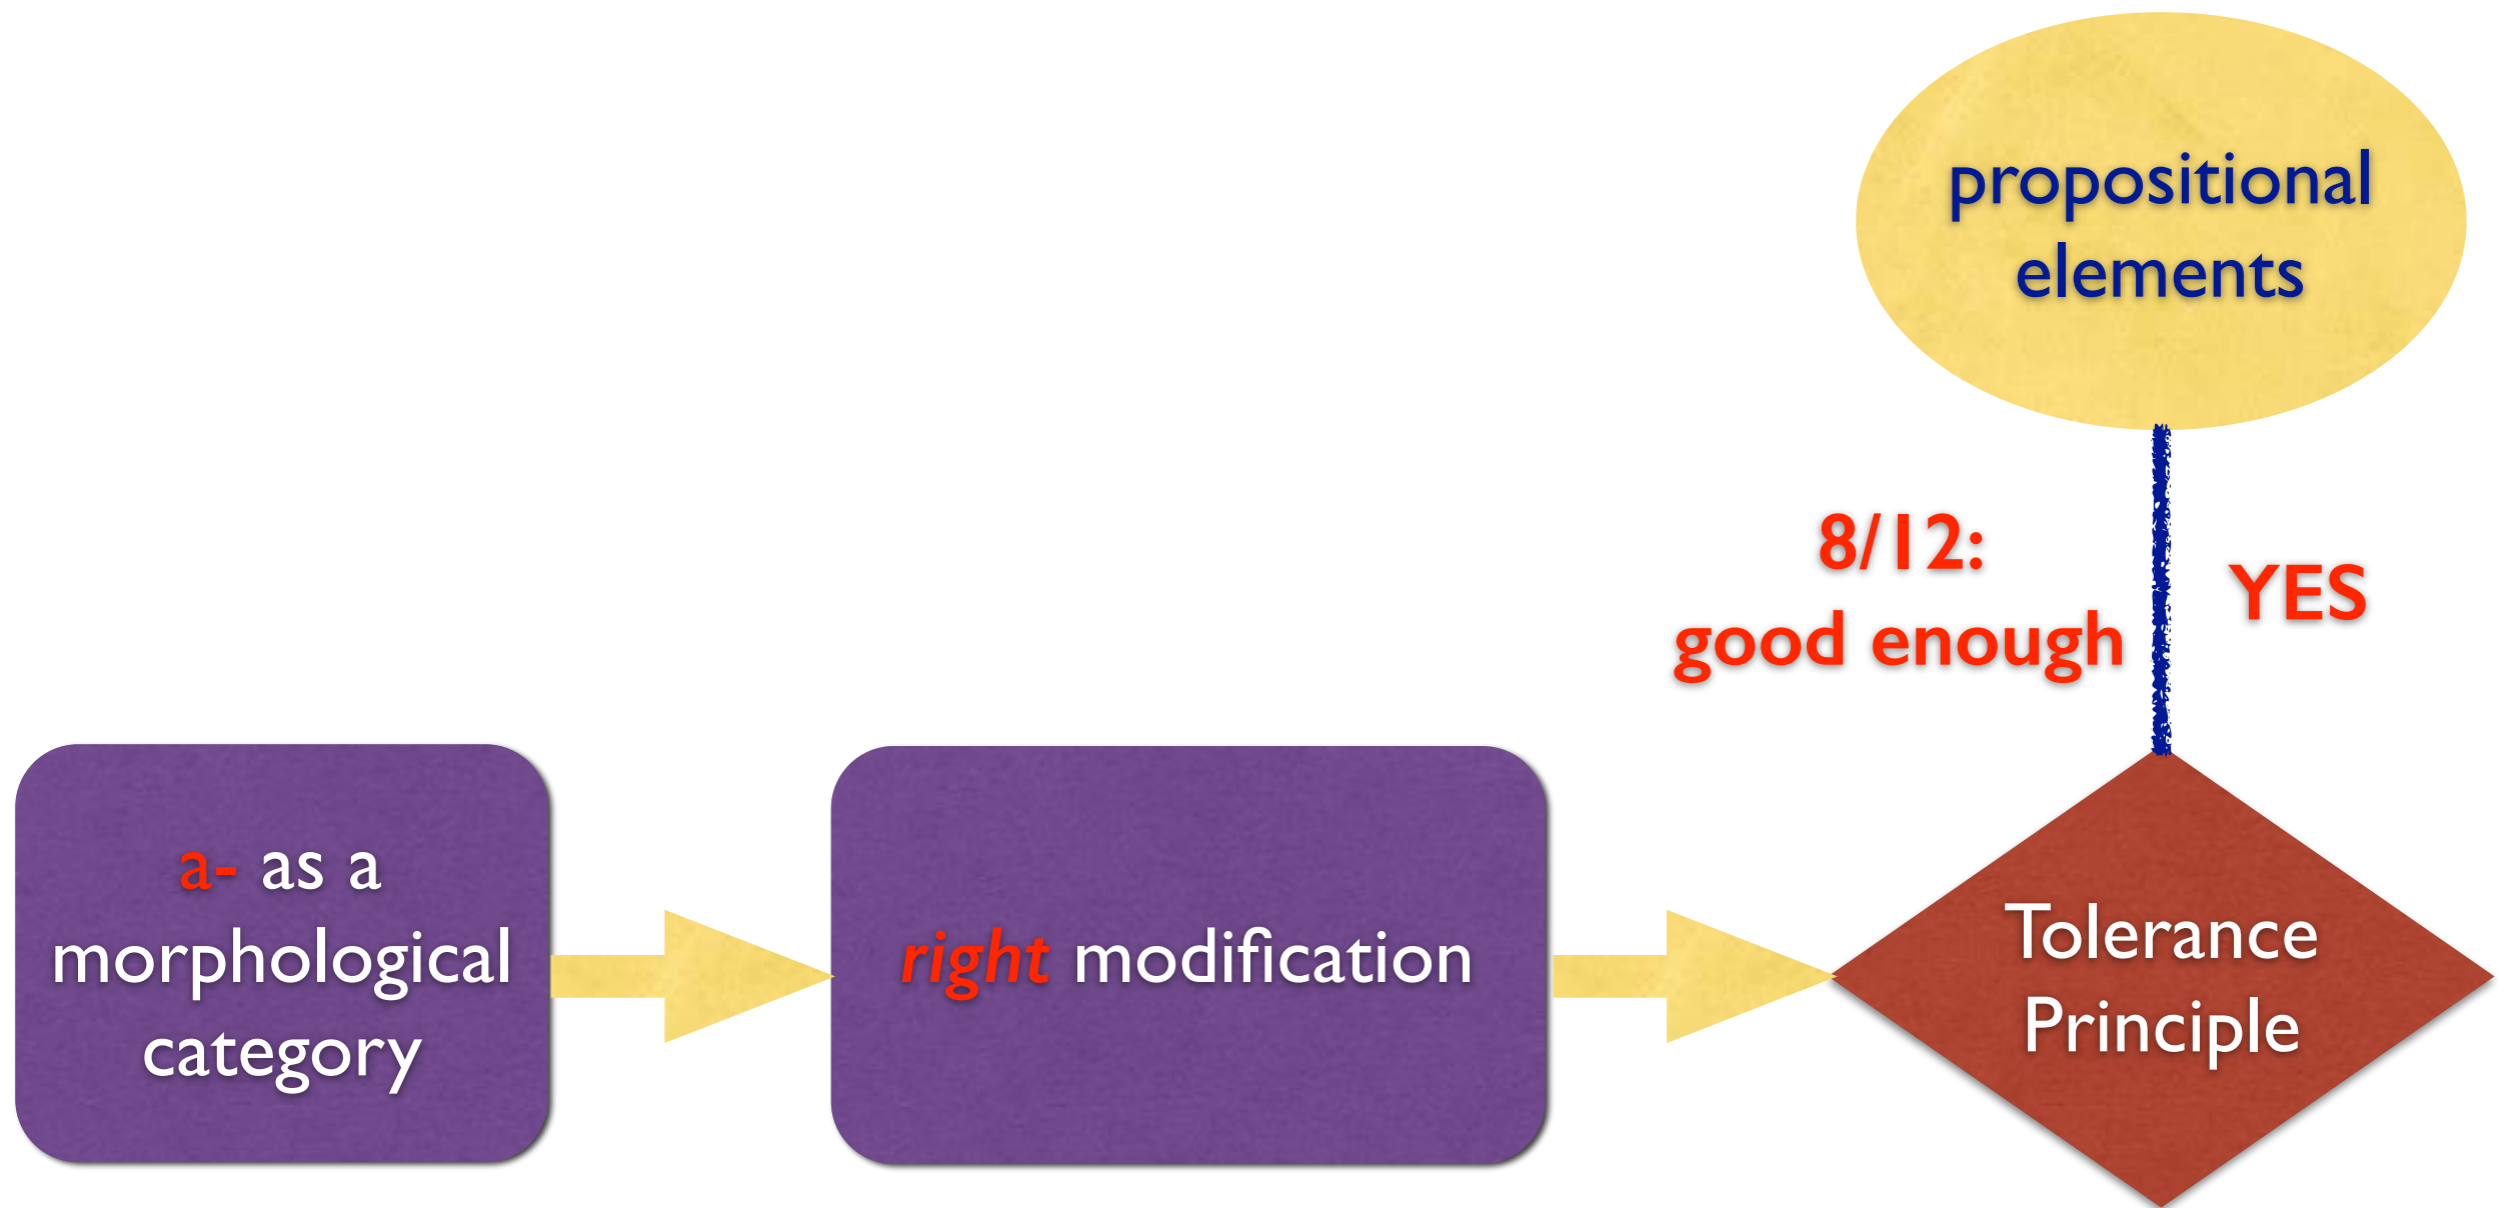 propositional
elements
8/12:
good enough
YES
a- as a
morphological
category
right modification
Tolerance
Principle